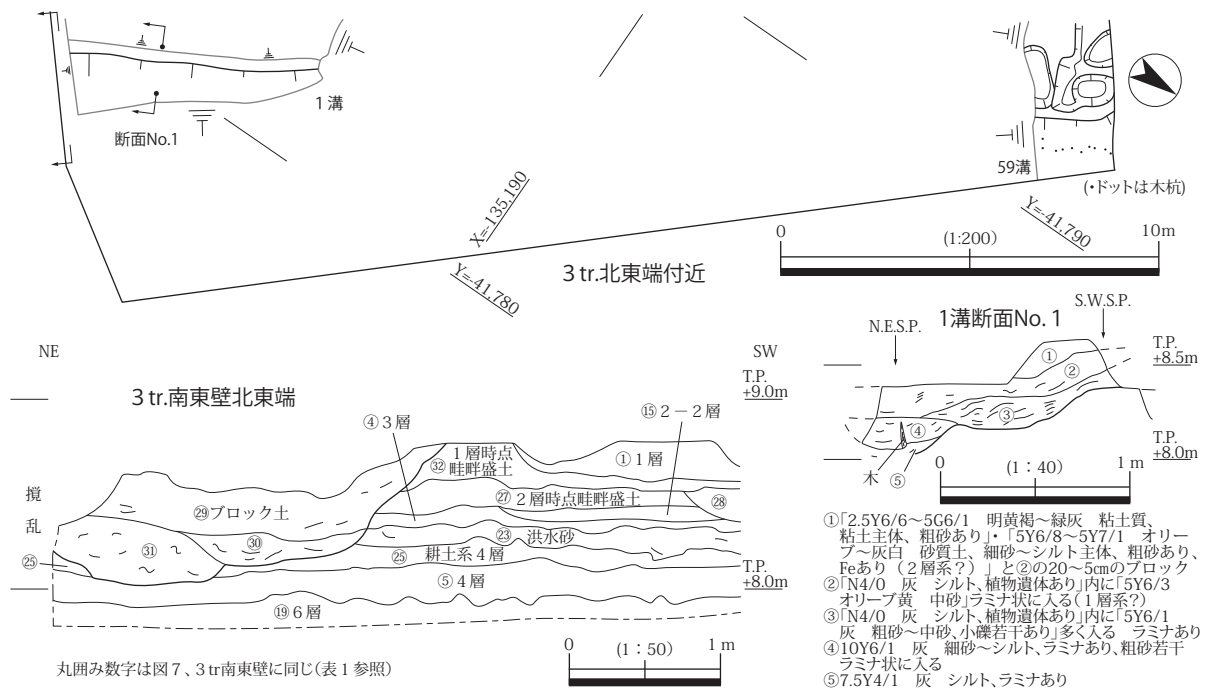 1溝
断面No.1
59溝
(・ドットは木杭)
X=-135,190
Y=-41,790
Y=-41,780
0 (1:200) 10m
3 tr.北東端付近
1溝断面No. 1
N.E.S.P.
S.W.S.P.
T.P.
+8.5m
T.P.
+8.0m
①
②
③
④
木 ⑤
0 (1：40) 1 m
NE
SW
T.P.
+9.0m
3 tr.南東壁北東端
④３層
⑮２－２層
１層時点
㉜畦畔盛土
①１層
㉗２層時点畦畔盛土
㉘
撹乱
㉙ブロック土
㉓ 洪水砂
㉛
㉚
㉕ 耕土系４層
㉕
⑤４層
T.P.
+8.0m
⑲６層
0 (1：50) 1 m
丸囲み数字は図７、３tr南東壁に同じ(表１参照)
①「2.5Y6/6～5G6/1　明黄褐～緑灰　粘土質、
粘土主体、粗砂あり」・「5Y6/8～5Y7/1　オリー
ブ～灰白　砂質土、細砂～シルト主体、粗砂あり、
Feあり（２層系？）」と②の20～5㎝のブロック
②「N4/0　灰　シルト、植物遺体あり」内に「5Y6/3
オリーブ黄　中砂」ラミナ状に入る(１層系?)
③「N4/0　灰　シルト、植物遺体あり」内に「5Y6/1
灰　粗砂～中砂、小礫若干あり」多く入る　ラミナあり
④10Y6/1　灰　細砂～シルト、ラミナあり、粗砂若干
ラミナ状に入る
⑤7.5Y4/1　灰　シルト、ラミナあり